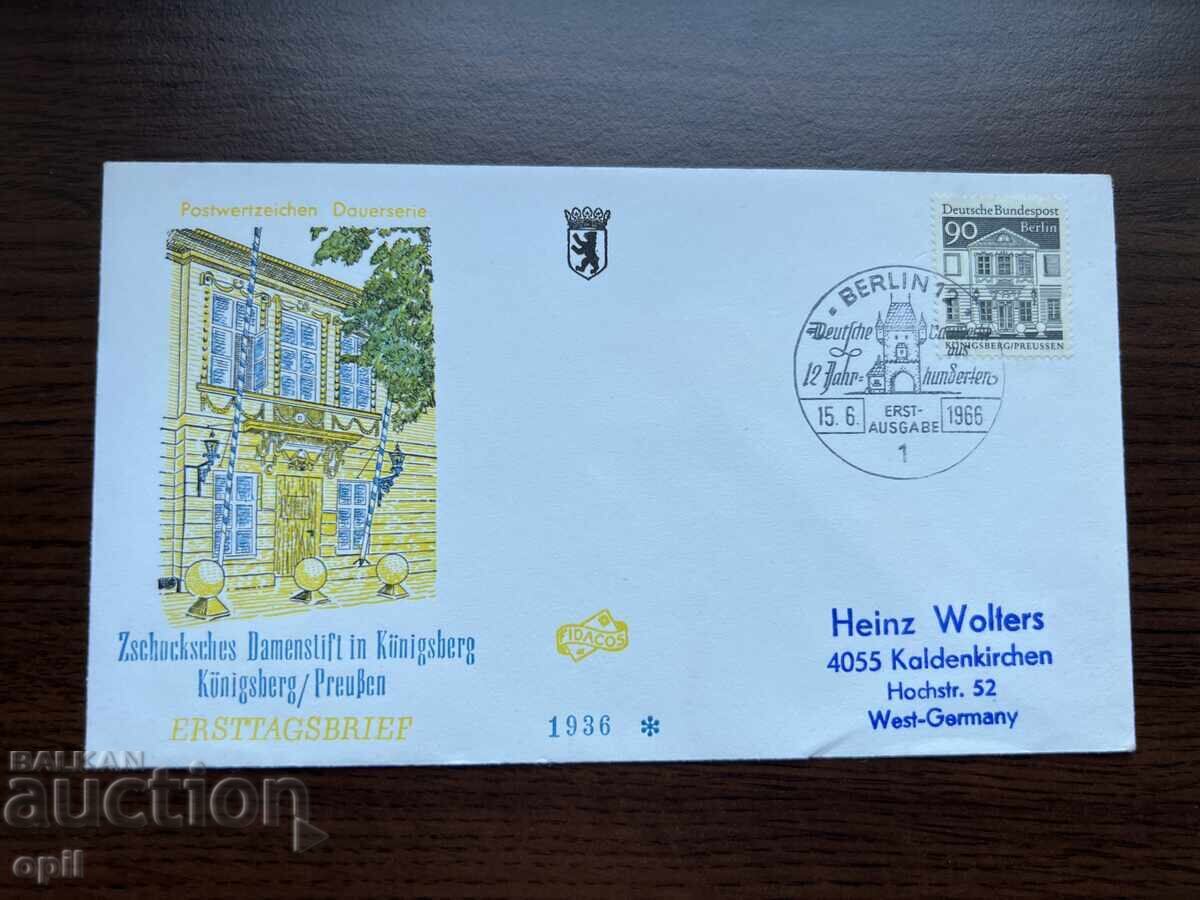 Postwertzeichen Dauerserie
Zschocksches Damenstift in Königsberg
Königsberg/Preußen
ERSTTAGSBRIEF
FIDACOS
1936 *
Deutsche Bundespost
90 Berlin
KÖNIGSBERG/PREUSSEN
BERLIN
Deutsche
aus
12 Jahr= hunderten
15.6. ERST-AUSGABE 1966
1
Heinz Wolters
4055 Kaldenkirchen
Hochstr. 52
West-Germany
BALKAN
auction
opil